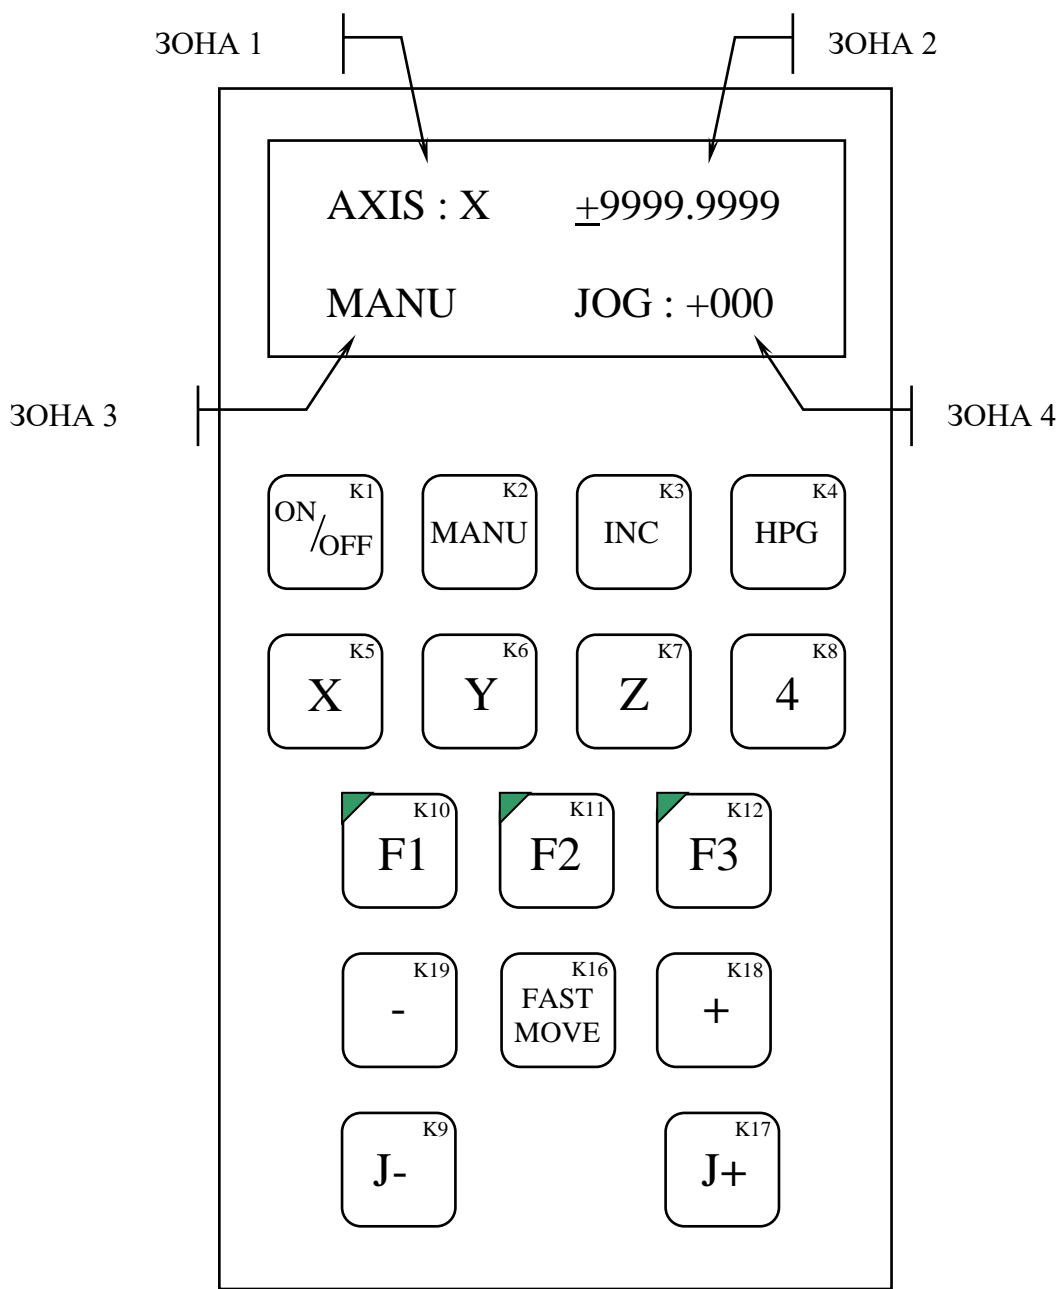 ЗОНА 1 ЗОНА 2
AXIS : X ±9999.9999
MANU JOG : +000
ЗОНА 3 ЗОНА 4
K1 K2 K3 K4
ON/OFF MANU INC HPG
K5 K6 K7 K8
X Y Z 4
K10 K11 K12
F1 F2 F3
K19 K16 K18
- FAST +
MOVE
K9 K17
J- J+